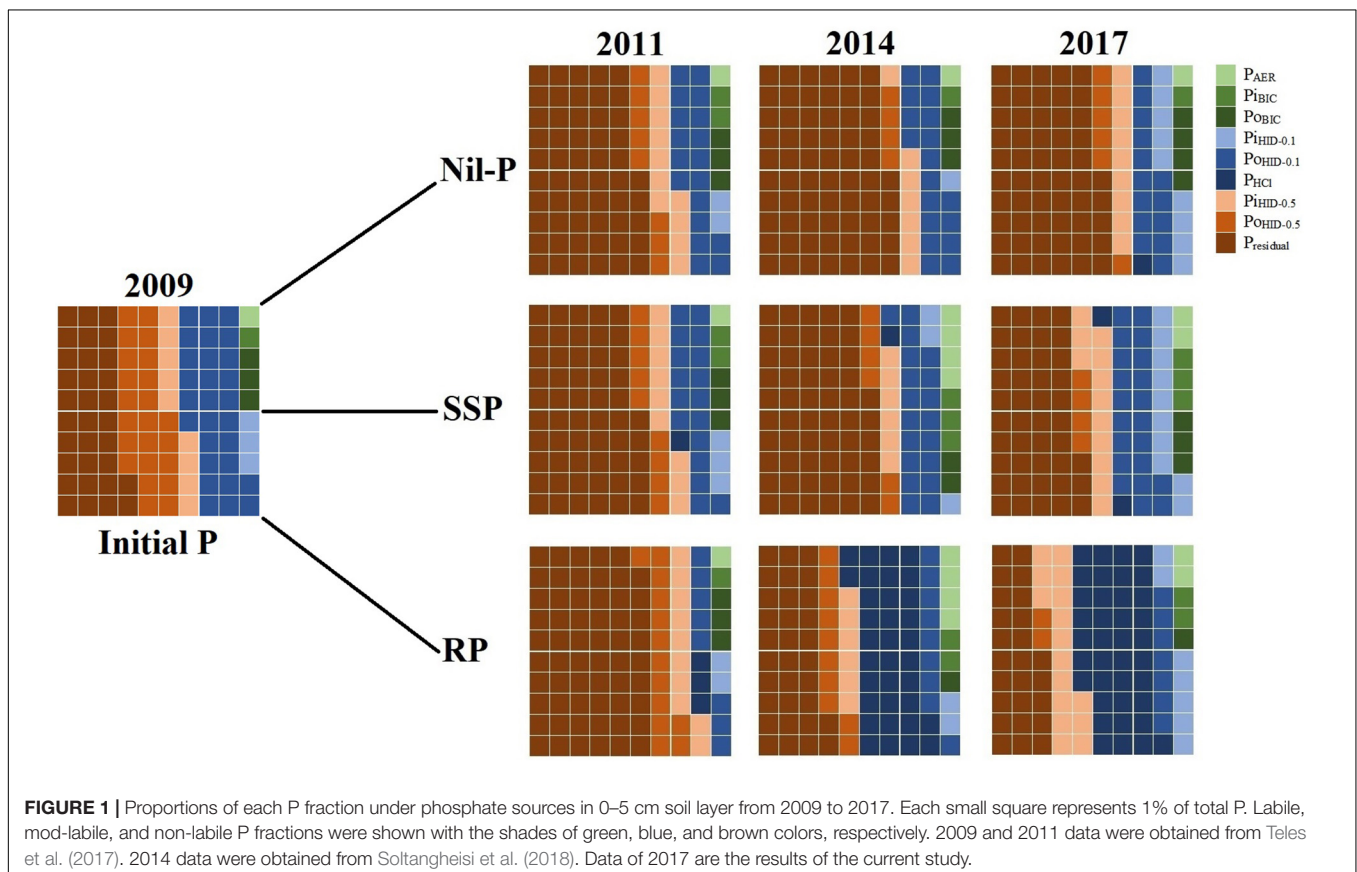 2011 2014 2017
PAER
PiBIC
PoBIC
PiHID-0.1
PoHID-0.1
PHCl
PiHID-0.5
PoHID-0.5
Presidual
Nil-P
2009
SSP
Initial P
RP
FIGURE 1 | Proportions of each P fraction under phosphate sources in 0–5 cm soil layer from 2009 to 2017. Each small square represents 1% of total P. Labile,
mod-labile, and non-labile P fractions were shown with the shades of green, blue, and brown colors, respectively. 2009 and 2011 data were obtained from Teles
et al. (2017). 2014 data were obtained from Soltangheisi et al. (2018). Data of 2017 are the results of the current study.